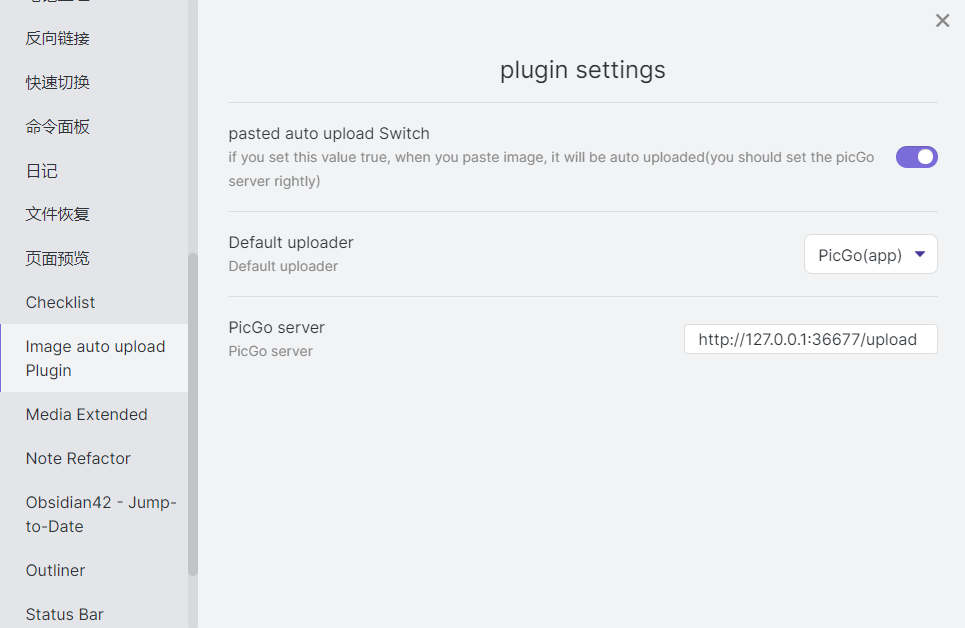 反向链接
快速切换
命令面板
日记
文件恢复
页面预览
Checklist
Image auto upload
Plugin
Media Extended
Note Refactor
Obsidian42 - Jump-
to-Date
Outliner
Status Bar
plugin settings
pasted auto upload Switch
if you set this value true, when you paste image, it will be auto uploaded(you should set the picGo
server rightly)
Default uploader
Default uploader
PicGo(app)
PicGo server
PicGo server
http://127.0.0.1:36677/upload